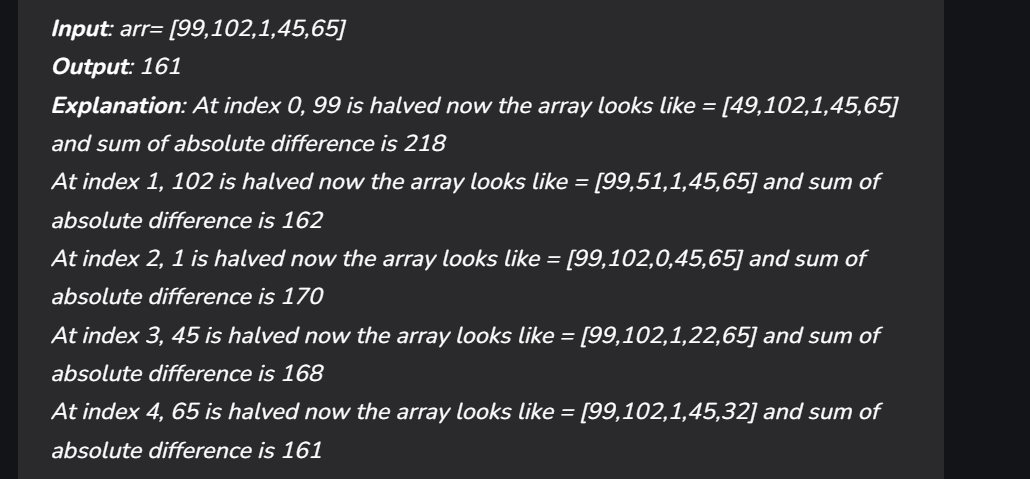 Input: arr= [99,102,1,45,65]
Output: 161
Explanation: At index 0, 99 is halved now the array looks like = [49,102,1,45,65]
and sum of absolute difference is 218
At index 1, 102 is halved now the array looks like = [99,51,1,45,65] and sum of
absolute difference is 162
At index 2, 1 is halved now the array looks like = [99,102,0,45,65] and sum of
absolute difference is 170
At index 3, 45 is halved now the array looks like = [99,102,1,22,65] and sum of
absolute difference is 168
At index 4, 65 is halved now the array looks like = [99,102,1,45,32] and sum of
absolute difference is 161